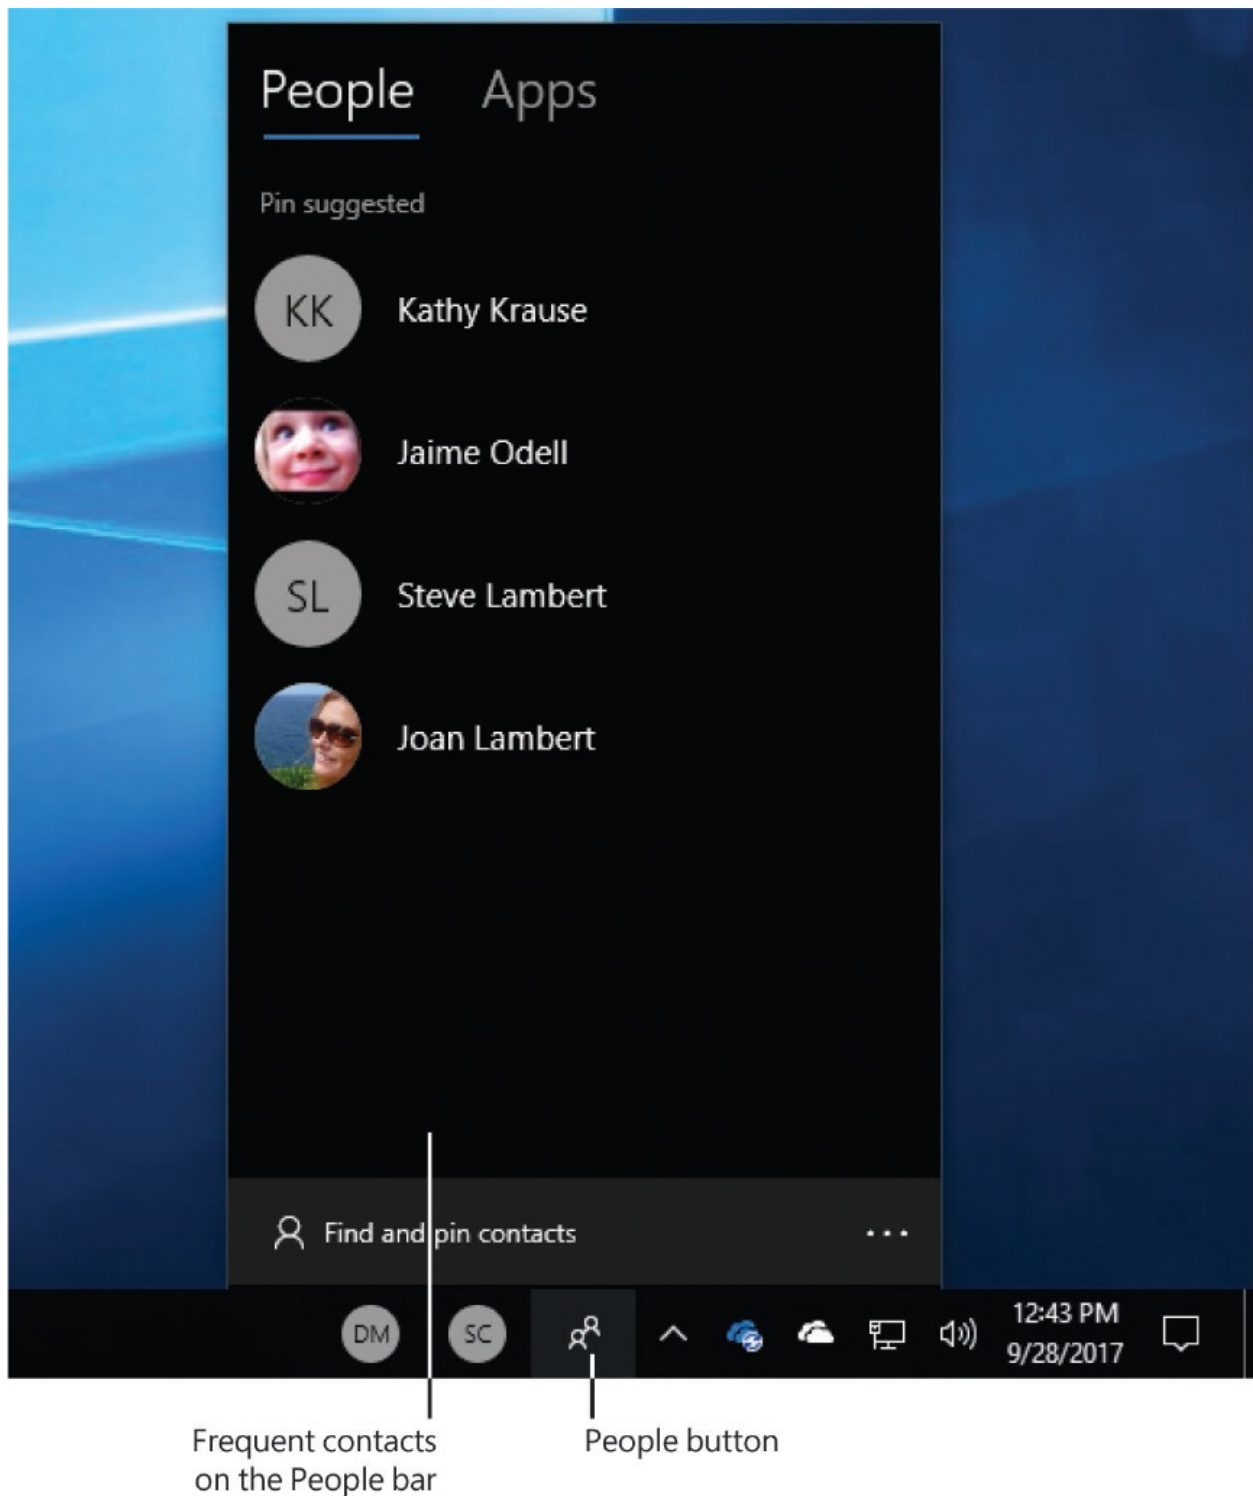 People Apps
Pin suggested
KK Kathy Krause
Jaime Odell
SL Steve Lambert
Joan Lambert
Find and pin contacts ...
DM SC 12:43 PM
9/28/2017
Frequent contacts People button
on the People bar